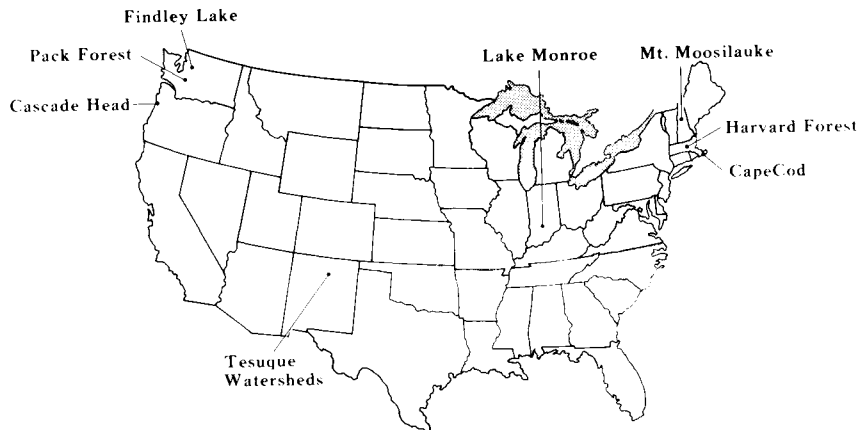 Findley Lake
Pack Forest
Lake Monroe
Mt. Moosilauke
Cascade Head
Harvard Forest
CapeCod
Tesuque
Watersheds